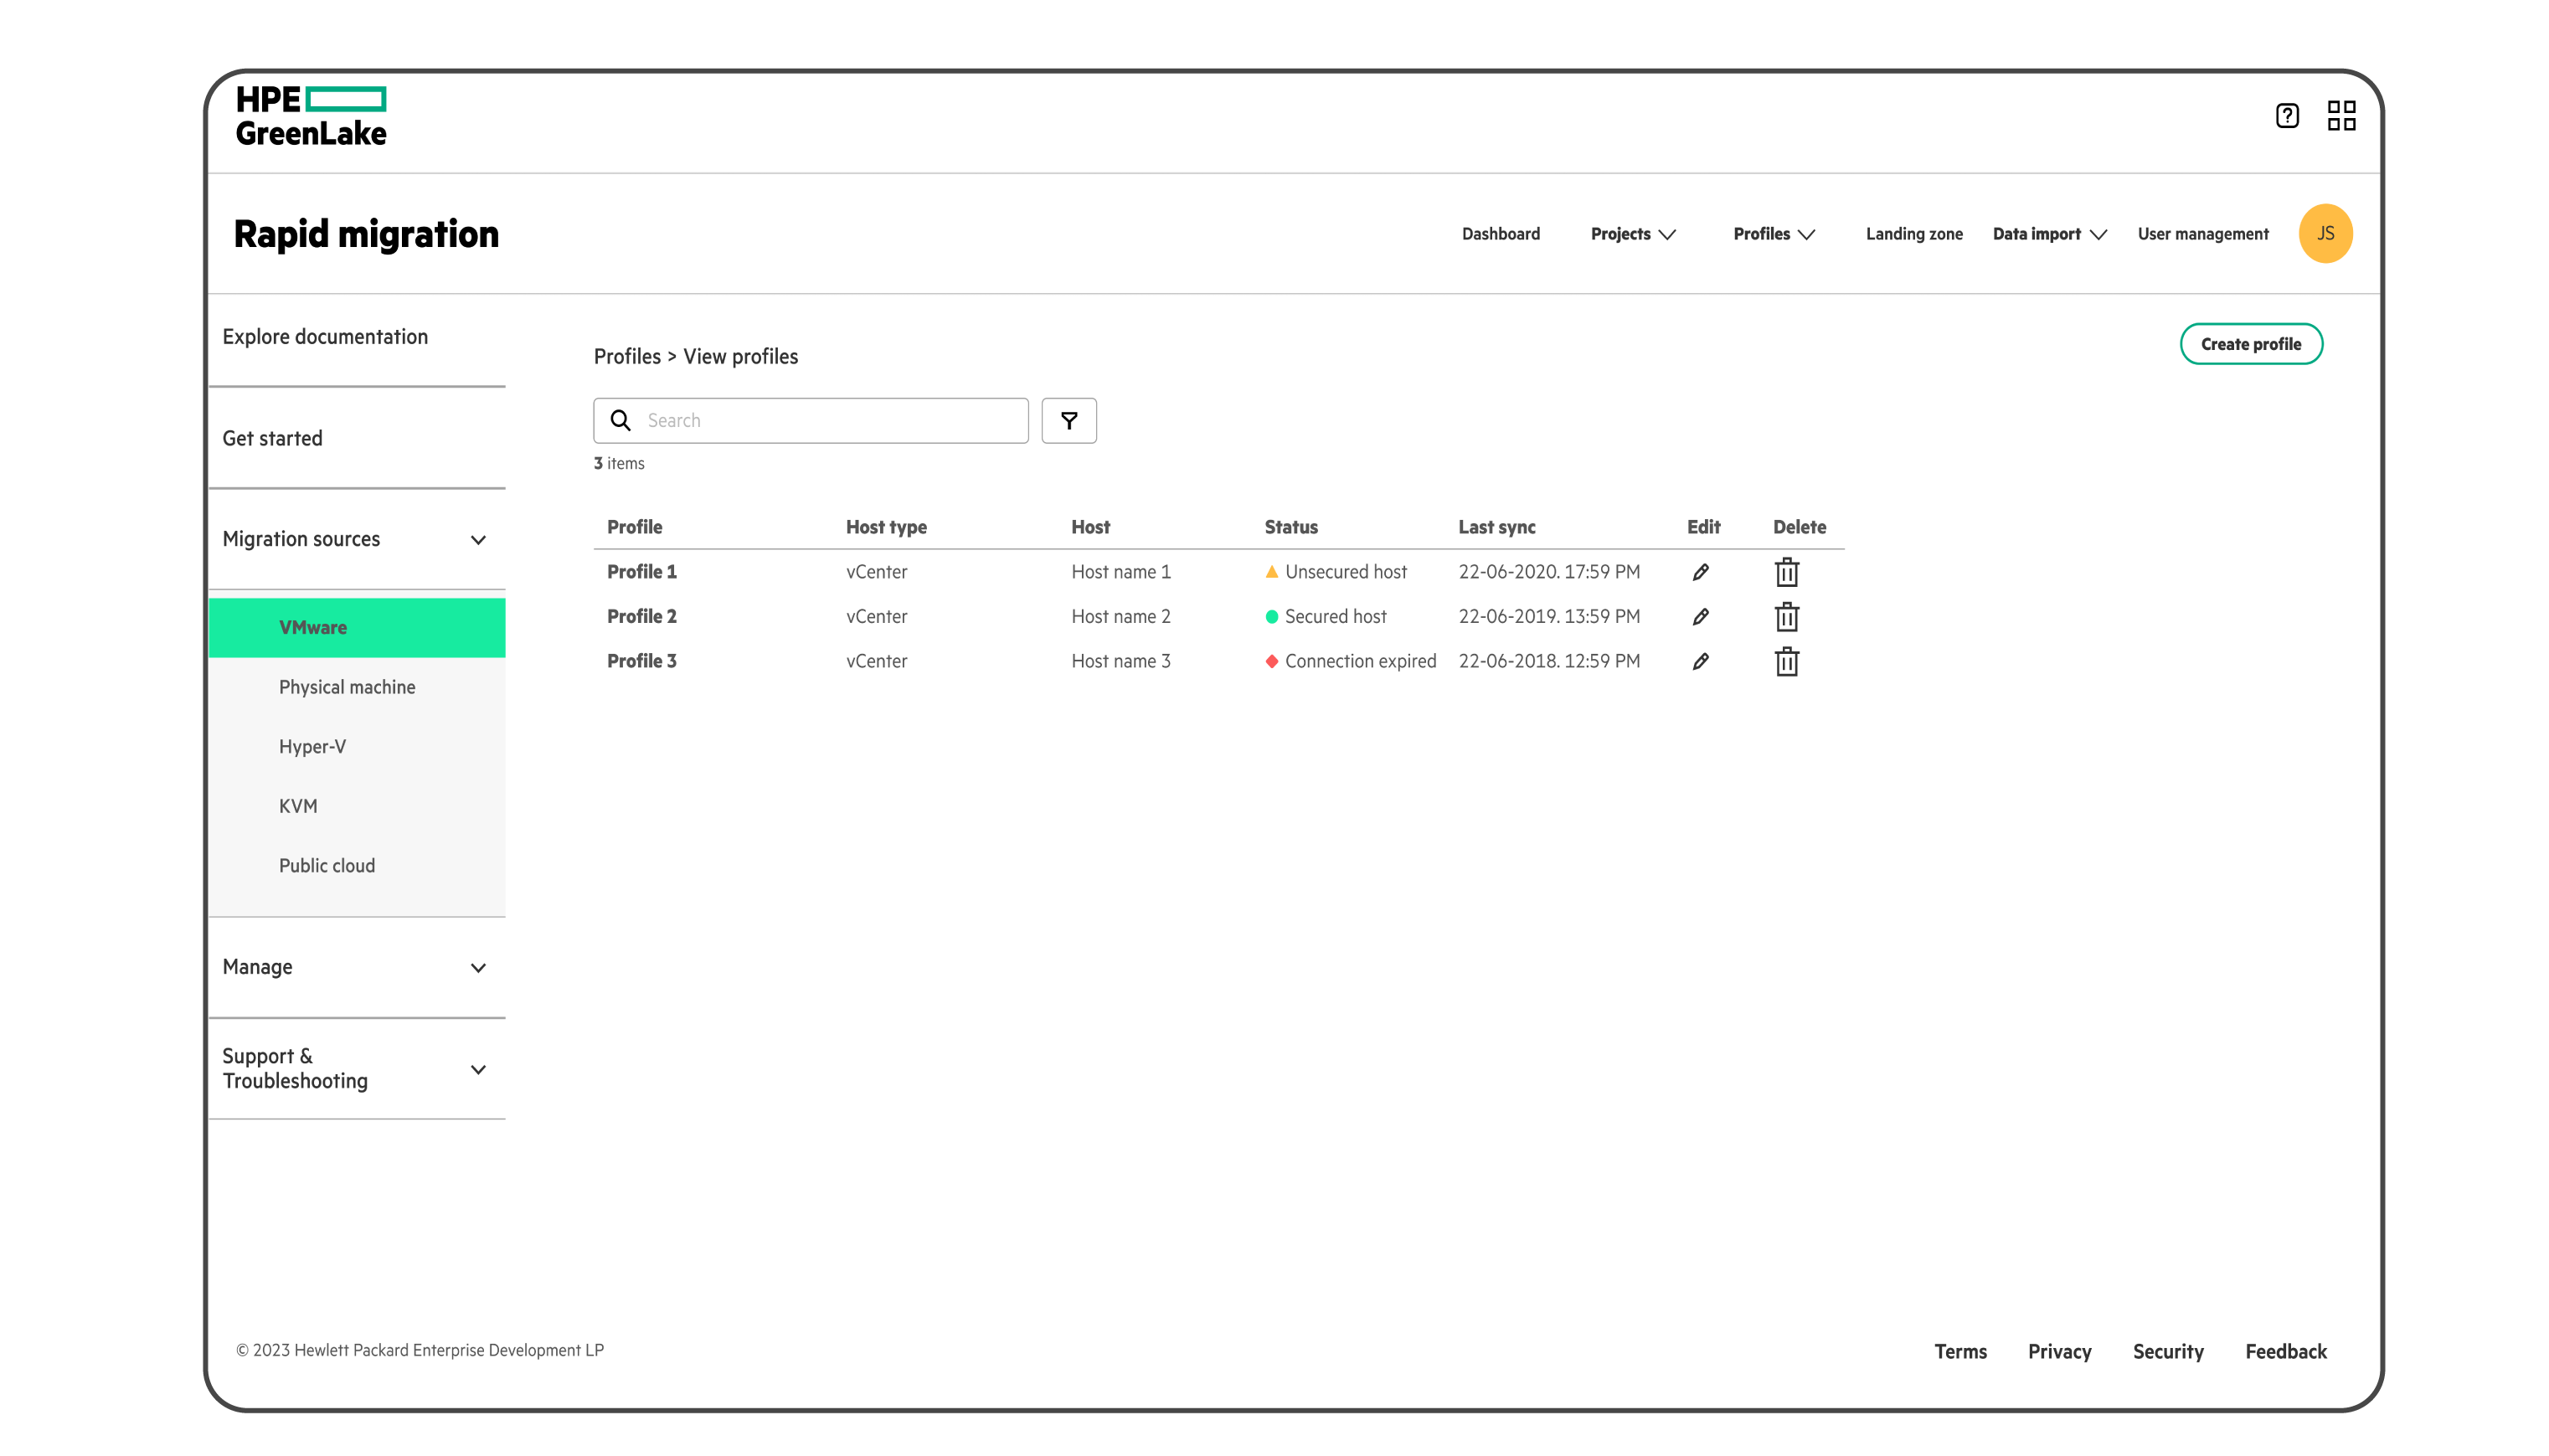 HPE
GreenLake
Rapid migration
Dashboard Projects Profiles Landing zone Data import User management JS
Explore documentation
Get started
Migration sources
VMware
Physical machine
Hyper-V
KVM
Public cloud
Manage
Support &
Troubleshooting
Profiles > View profiles
Create profile
Search
3 items
Profile Host type Host Status Last sync Edit Delete
Profile 1 vCenter Host name 1 Unsecured host 22-06-2020. 17:59 PM
Profile 2 vCenter Host name 2 Secured host 22-06-2019. 13:59 PM
Profile 3 vCenter Host name 3 Connection expired 22-06-2018. 12:59 PM
© 2023 Hewlett Packard Enterprise Development LP
Terms Privacy Security Feedback